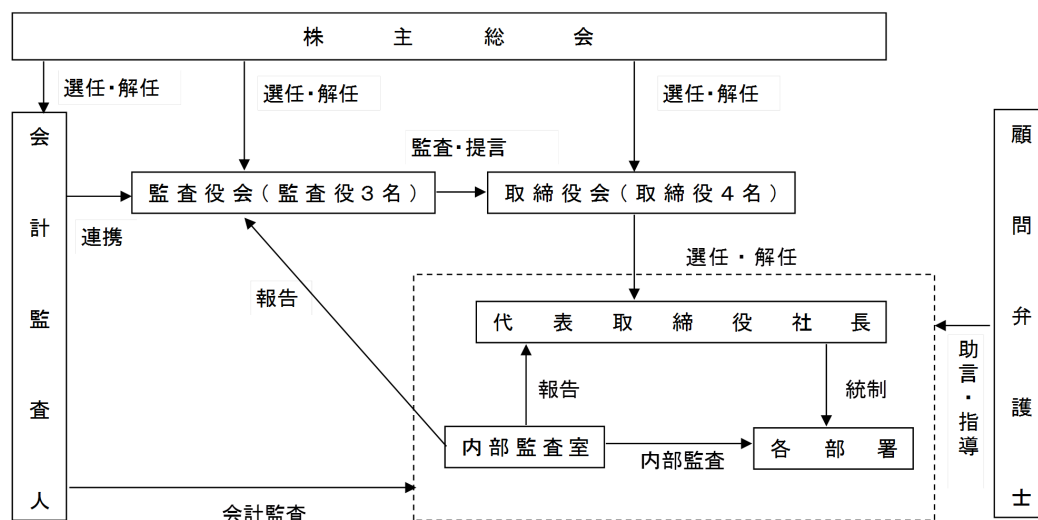 株主総会
選任・解任
選任・解任
選任・解任
会計監査人
顧問弁護士
監査・提言
監査役会(監査役3名)
取締役会(取締役4名)
連携
選任・解任
報告
代表取締役社長
助言・指導
報告
統制
内部監査室
各部署
内部監査
会計監査